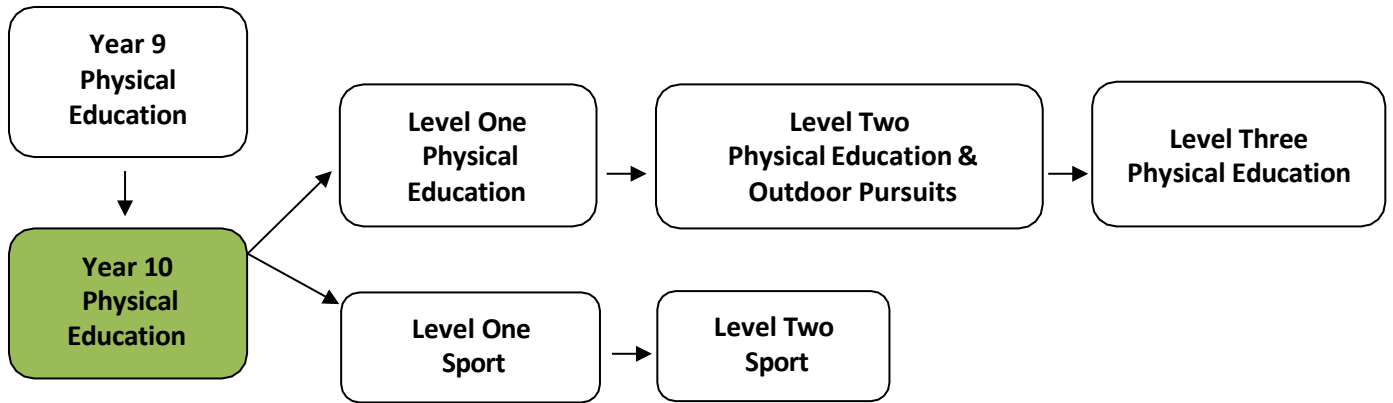 Year 9
Physical
Education
Year 10
Physical
Education
Level One
Physical
Education
Level Two
Physical Education &
Outdoor Pursuits
Level Three
Physical Education
Level One
Sport
Level Two
Sport